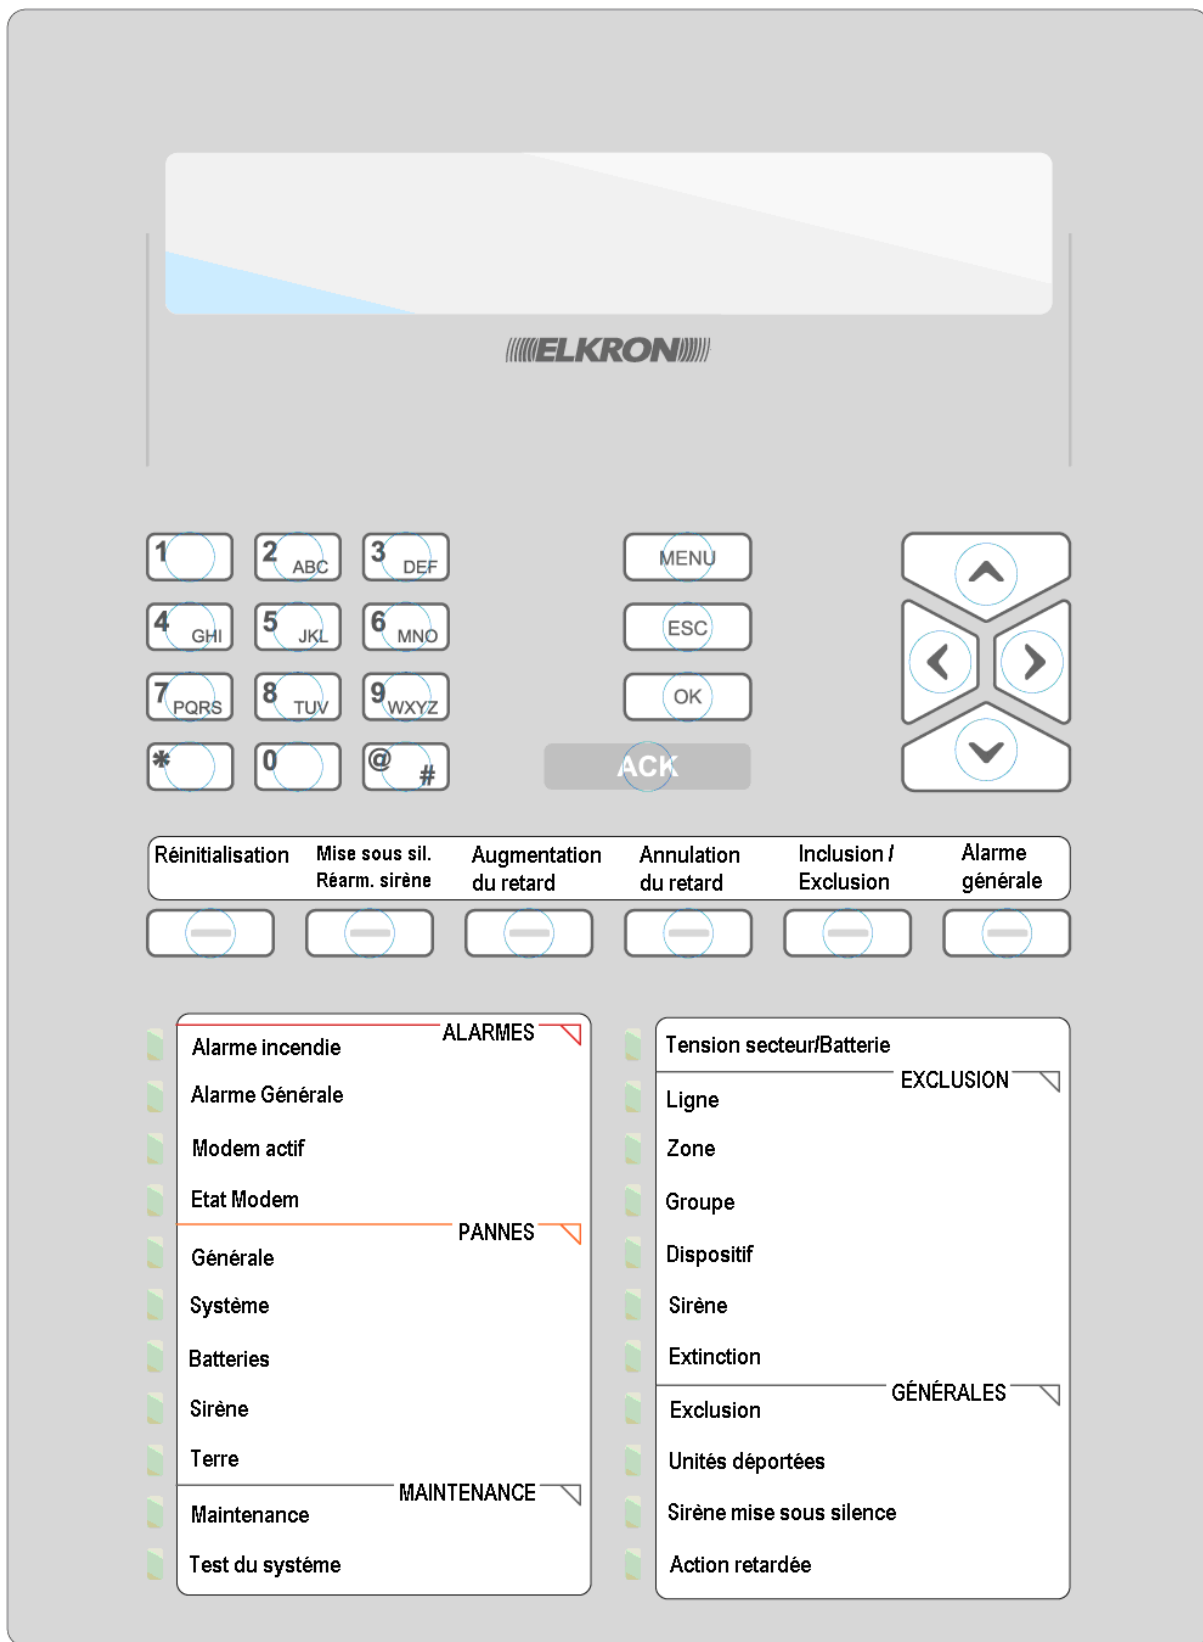 ELKRON
1
2 ABC
3 DEF
MENU
4 GHI
5 JKL
6 MNO
ESC
7 PQRS
8 TUV
9 WXYZ
OK
*
0
@ #
ACK
Réinitialisation
Mise sous sil.
Réarm. sirène
Augmentation
du retard
Annulation
du retard
Inclusion /
Exclusion
Alarme
générale
ALARMES
Alarme incendie
Alarme Générale
Modem actif
Etat Modem
PANNES
Générale
Système
Batteries
Sirène
Terre
MAINTENANCE
Maintenance
Test du systéme
Tension secteur/Batterie
EXCLUSION
Ligne
Zone
Groupe
Dispositif
Sirène
Extinction
GÉNÉRALES
Exclusion
Unités déportées
Sirène mise sous silence
Action retardée